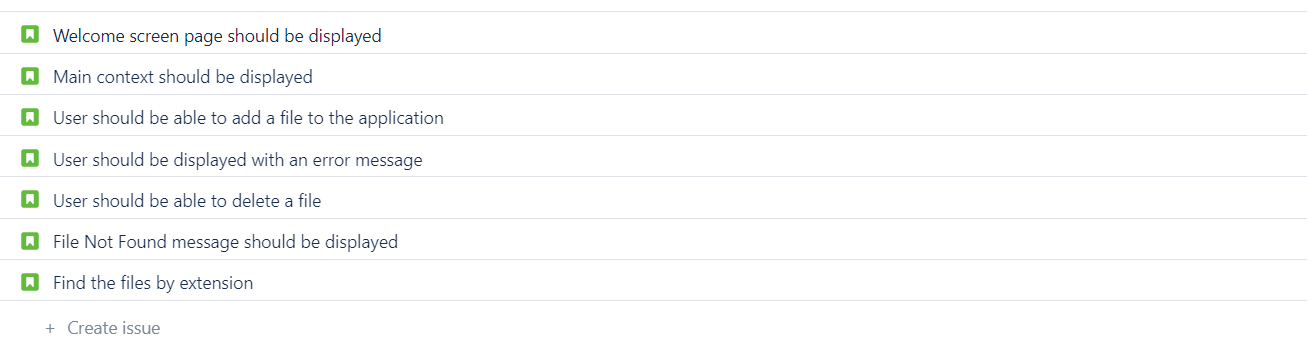 Welcome screen page should be displayed
Main context should be displayed
User should be able to add a file to the application
User should be displayed with an error message
User should be able to delete a file
File Not Found message should be displayed
Find the files by extension
+ Create issue